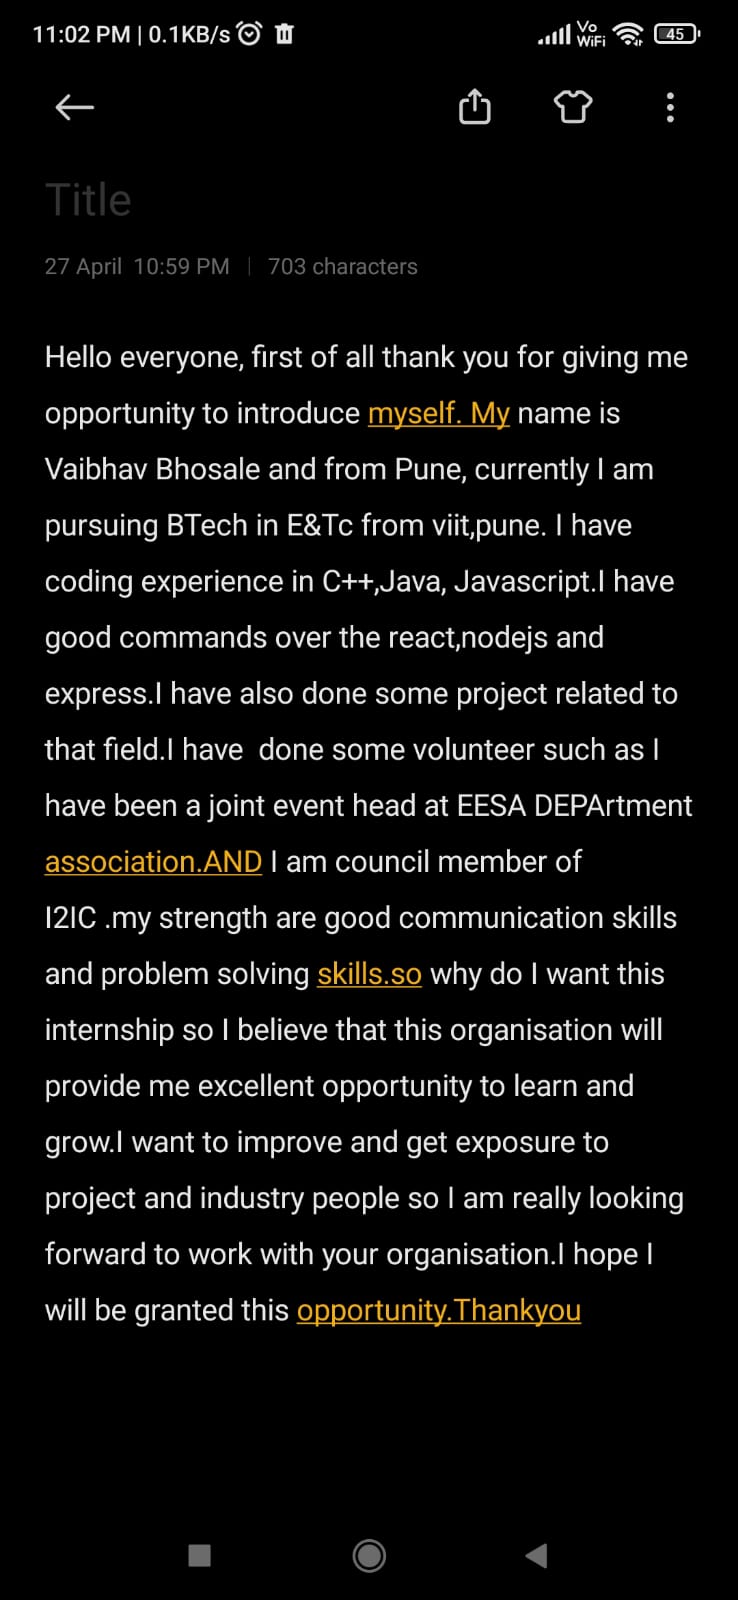 11:02 PM | 0.1KB/s
Vo
WiFi
45
Title
27 April 10:59 PM | 703 characters
Hello everyone, first of all thank you for giving me
opportunity to introduce myself. My name is
Vaibhav Bhosale and from Pune, currently I am
pursuing BTech in E&Tc from viit,pune. I have
coding experience in C++,Java, Javascript.I have
good commands over the react,nodejs and
express.I have also done some project related to
that field.I have  done some volunteer such as I
have been a joint event head at EESA DEPArtment
association.AND I am council member of
I2IC .my strength are good communication skills
and problem solving skills.so why do I want this
internship so I believe that this organisation will
provide me excellent opportunity to learn and
grow.I want to improve and get exposure to
project and industry people so I am really looking
forward to work with your organisation.I hope I
will be granted this opportunity.Thankyou